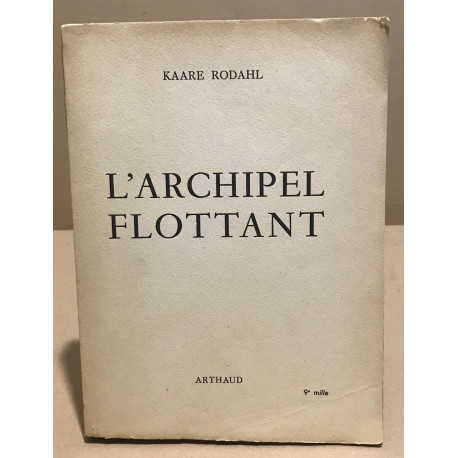 KAARE RODAHL
L'ARCHIPEL
FLOTTANT
ARTHAUD
9e mille